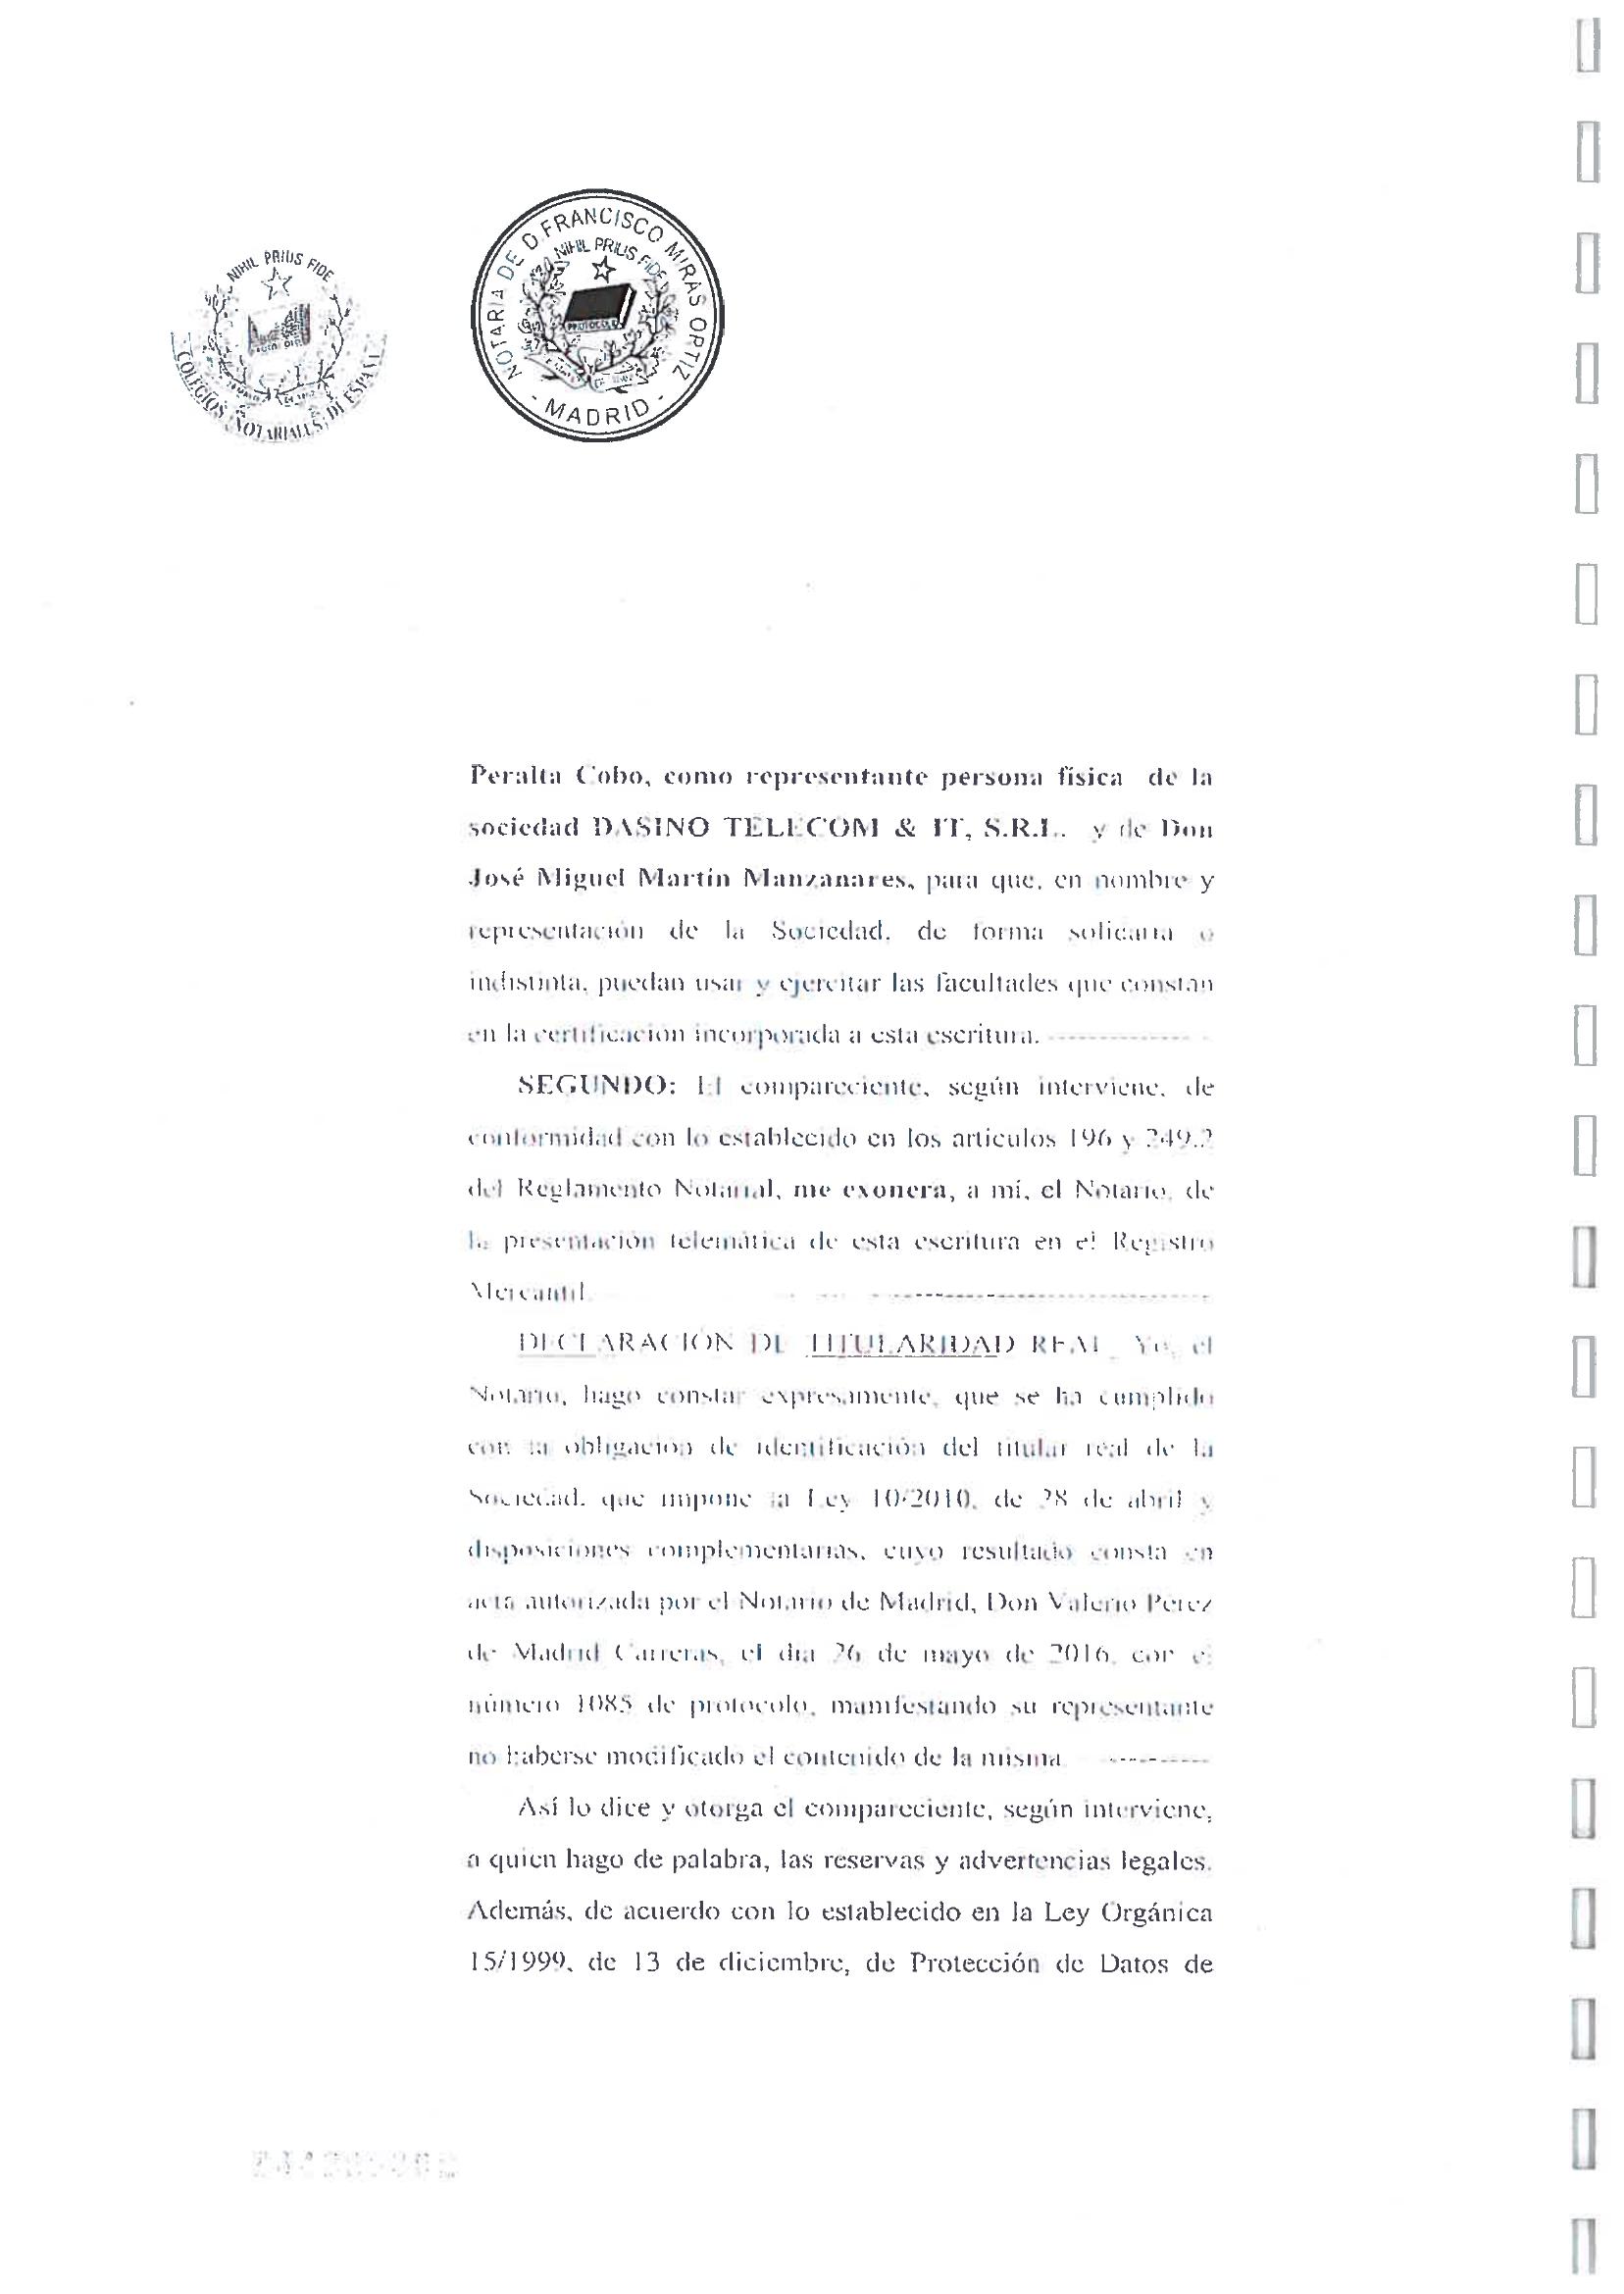 NIHIL PRIUS FIDE
COLEGIOS NOTARIALES DE ESPAÑA
NOTARIA DE D. FRANCISCO MIRAS ORTIZ
NIHIL PRIUS FIDE
PROTOCOLO
- MADRID -
Peralta Cobo, como representante persona física de la
sociedad DASINO TELECOM & IT, S.R.L. y de Don
José Miguel Martín Manzanares, para que, en nombre y
representación de la Sociedad, de forma solidaria o
indistinta, puedan usar y ejercitar las facultades que constan
en la certificación incorporada a esta escritura. --------------
SEGUNDO: El compareciente, según interviene, de
conformidad con lo establecido en los artículos 196 y 249.2
del Reglamento Notarial, me exonera, a mí, el Notario, de
la presentación telemática de esta escritura en el Registro
Mercantil. --------------------------------
DECLARACIÓN DE TITULARIDAD REAL. Yo, el
Notario, hago constar expresamente, que se ha cumplido
con la obligación de identificación del titular real de la
Sociedad, que impone la Ley 10/2010, de 28 de abril y
disposiciones complementarias, cuyo resultado consta en
acta autorizada por el Notario de Madrid, Don Valerio Pérez
de Madrid Carreras, el día 26 de mayo de 2016, con el
número 1085 de protocolo, manifestando su representante
no haberse modificado el contenido de la misma. ----------
Así lo dice y otorga el compareciente, según interviene,
a quien hago de palabra, las reservas y advertencias legales.
Además, de acuerdo con lo establecido en la Ley Orgánica
15/1999, de 13 de diciembre, de Protección de Datos de